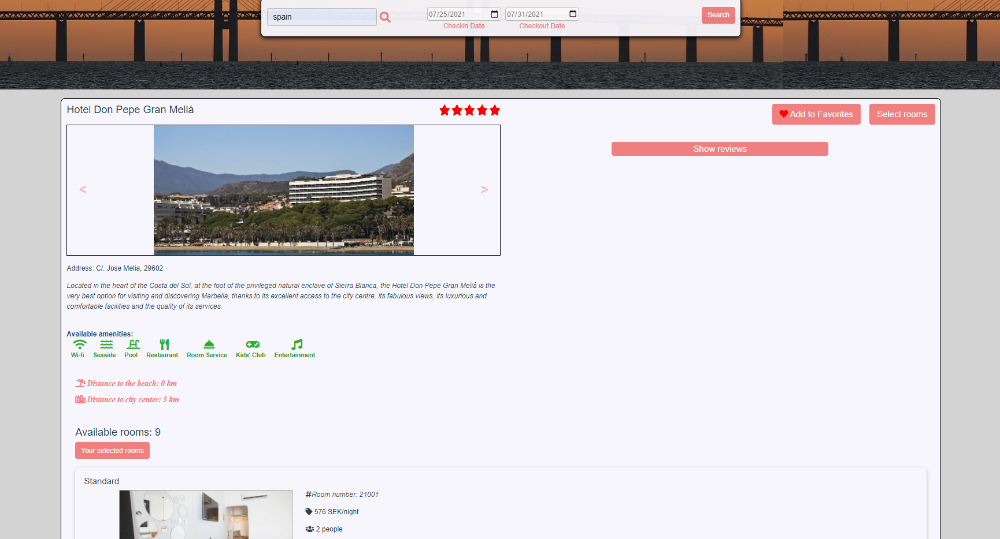 spain
07/25/2021
07/31/2021
Checkin Date
Checkout Date
Search
Hotel Don Pepe Gran Meliá
Add to Favorites
Select rooms
Show reviews
<
>
Address: C/. Jose Melia, 29602
Located in the heart of the Costa del Sol, at the foot of the privileged natural enclave of Sierra Blanca, the Hotel Don Pepe Gran Meliá is the
very best option for visiting and discovering Marbella, thanks to its excellent access to the city centre, its fabulous views, its luxurious and
comfortable facilities and the quality of its services.
Available amenities:
Wi-fi
Seaside
Pool
Restaurant
Room Service
Kids' Club
Entertainment
Distance to the beach: 0 km
Distance to city center: 5 km
Available rooms: 9
Your selected rooms
Standard
#Room number: 21001
576 SEK/night
2 people